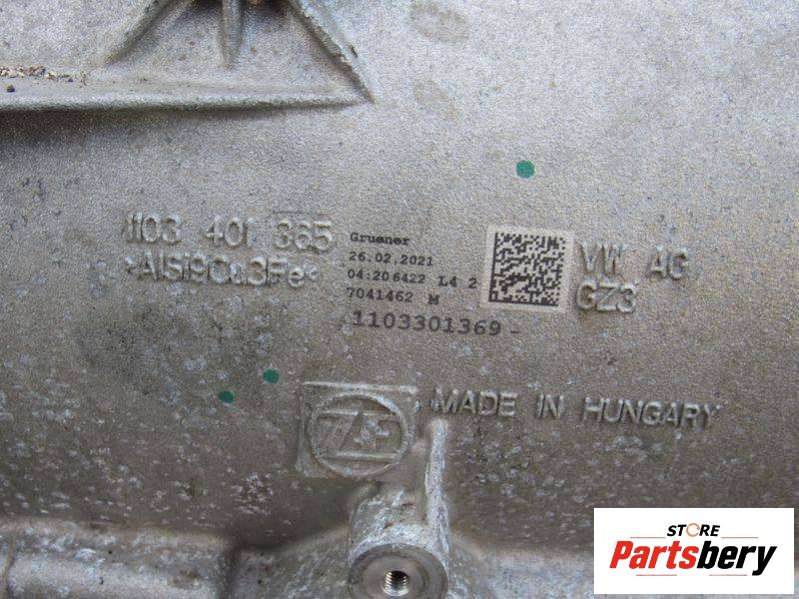 1103 401 365
>AlSi9Cu3Fe<
Gruener
26.02.2021
04:206422 L4 2
7041462 M
1103301369-
VW AG
GZ3
ZF
MADE IN HUNGARY
STORE
Partsbery